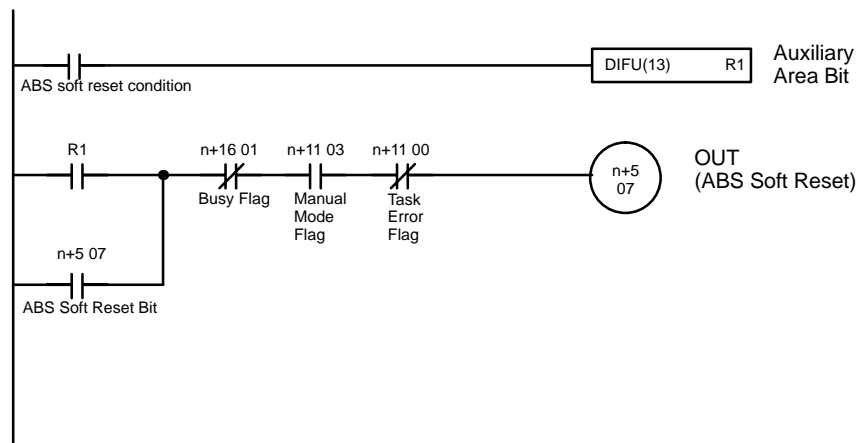 DIFU(13) R1
Auxiliary
Area Bit
ABS soft reset condition
R1
n+16 01
n+11 03
n+11 00
Busy Flag
Manual
Mode
Flag
Task
Error
Flag
n+5
07
OUT
(ABS Soft Reset)
n+5 07
ABS Soft Reset Bit